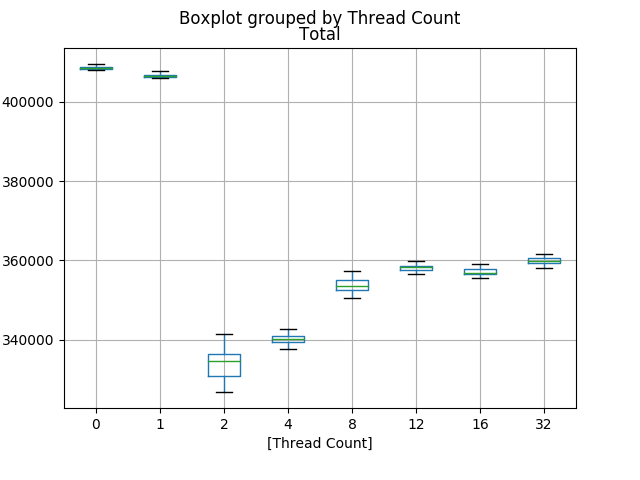 Boxplot grouped by Thread Count
Total
400000
380000
360000
340000
0 1 2 4 8 12 16 32
[Thread Count]